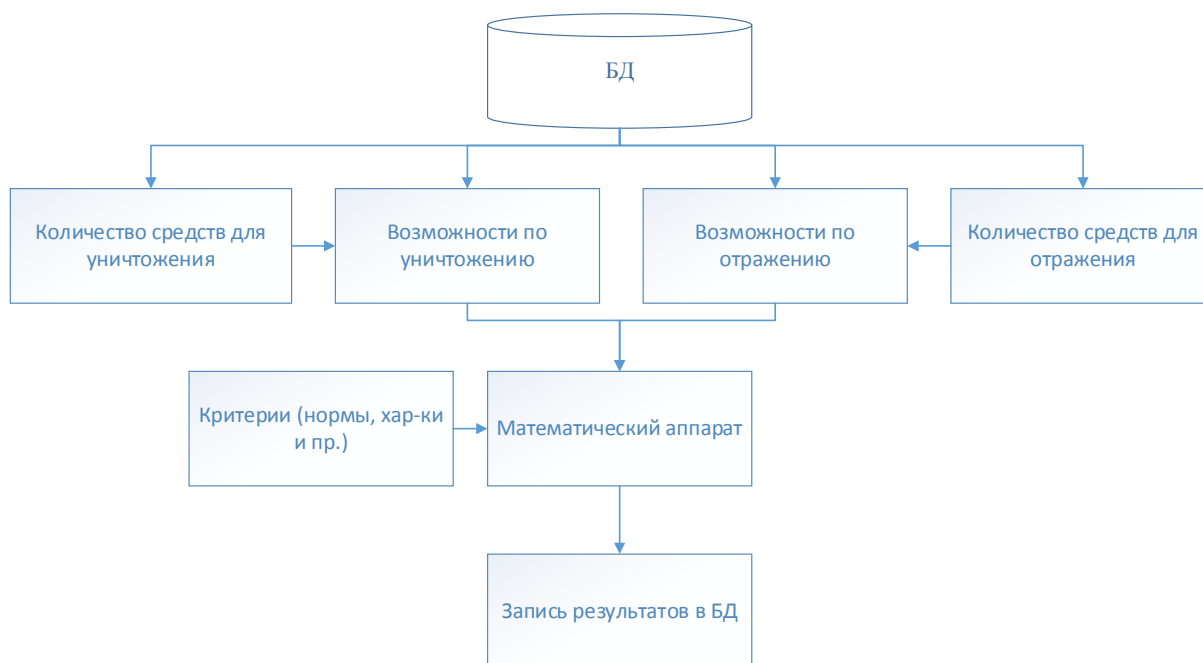 БД
Количество средств для
уничтожения
Возможности по
уничтожению
Возможности по
отражению
Количество средств для
отражения
Критерии (нормы, хар-ки
и пр.)
Математический аппарат
Запись результатов в БД